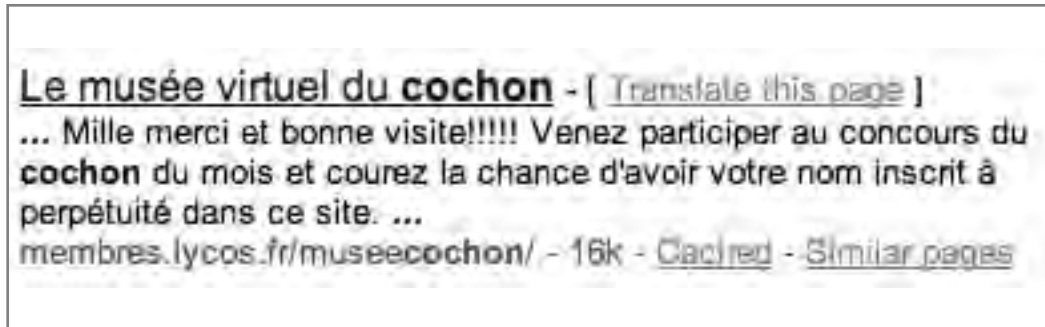 Le musée virtuel du cochon - [ Translate this page ]
... Mille merci et bonne visite!!!!! Venez participer au concours du
cochon du mois et courez la chance d'avoir votre nom inscrit à
perpétuité dans ce site. ...
membres.lycos.fr/museecochon/ - 16k - Cached - Similar pages